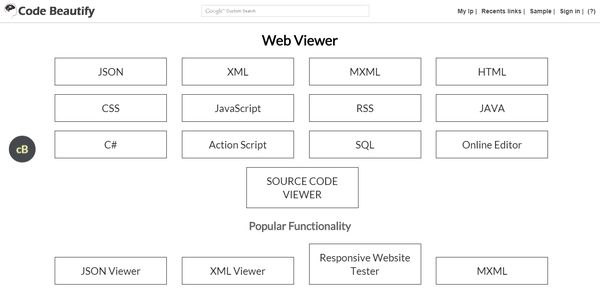 Code Beautify
Google™ Custom Search
My Ip | Recents links | Sample | Sign in | (?)
Web Viewer
JSON XML MXML HTML
CSS JavaScript RSS JAVA
cB
C# Action Script SQL Online Editor
SOURCE CODE
VIEWER
Popular Functionality
JSON Viewer XML Viewer Responsive Website
Tester MXML